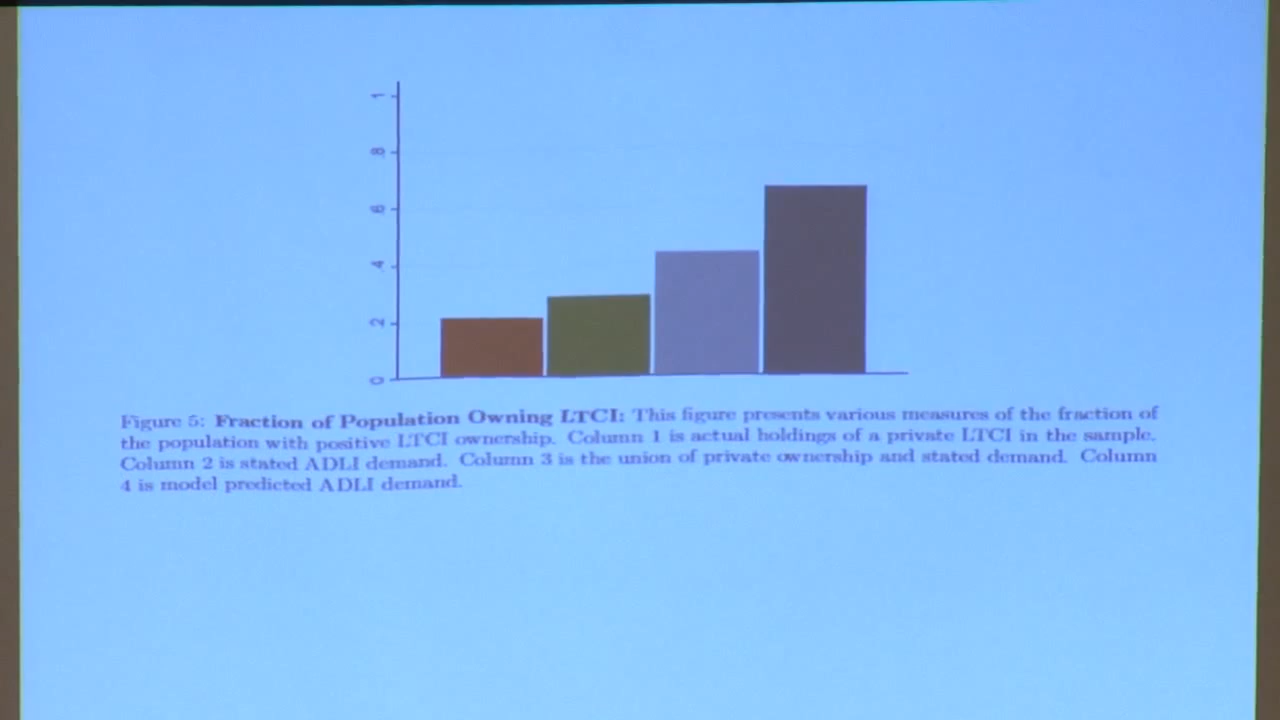 1
.8
.6
.4
.2
0
Figure 5: Fraction of Population Owning LTCI: This figure presents various measures of the fraction of
the population with positive LTCI ownership. Column 1 is actual holdings of a private LTCI in the sample.
Column 2 is stated ADLI demand. Column 3 is the union of private ownership and stated demand. Column
4 is model predicted ADLI demand.